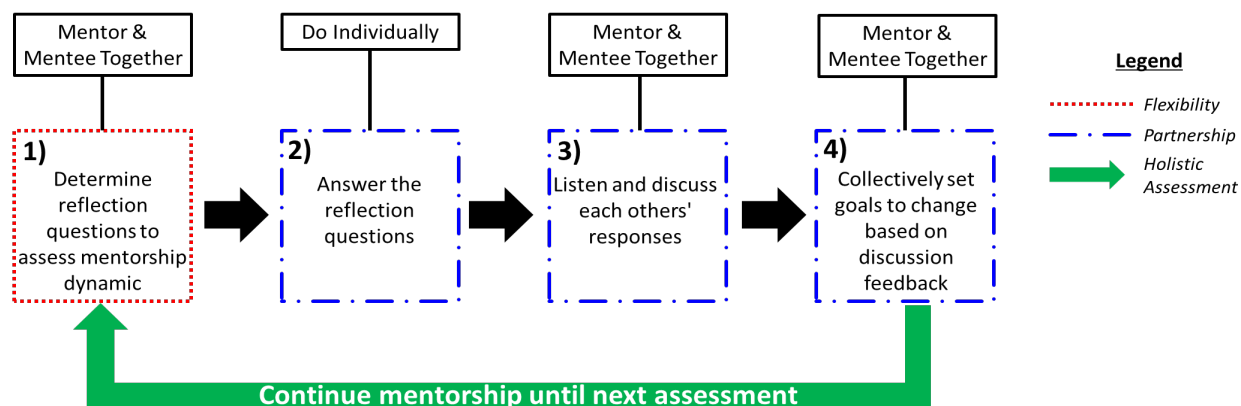 Mentor &
Mentee Together
Do Individually
Mentor &
Mentee Together
Mentor &
Mentee Together
1)
Determine
reflection
questions to
assess mentorship
dynamic
2)
Answer the
reflection
questions
3)
Listen and discuss
each others'
responses
4)
Collectively set
goals to change
based on
discussion
feedback
Continue mentorship until next assessment
Legend
Flexibility
Partnership
Holistic
Assessment